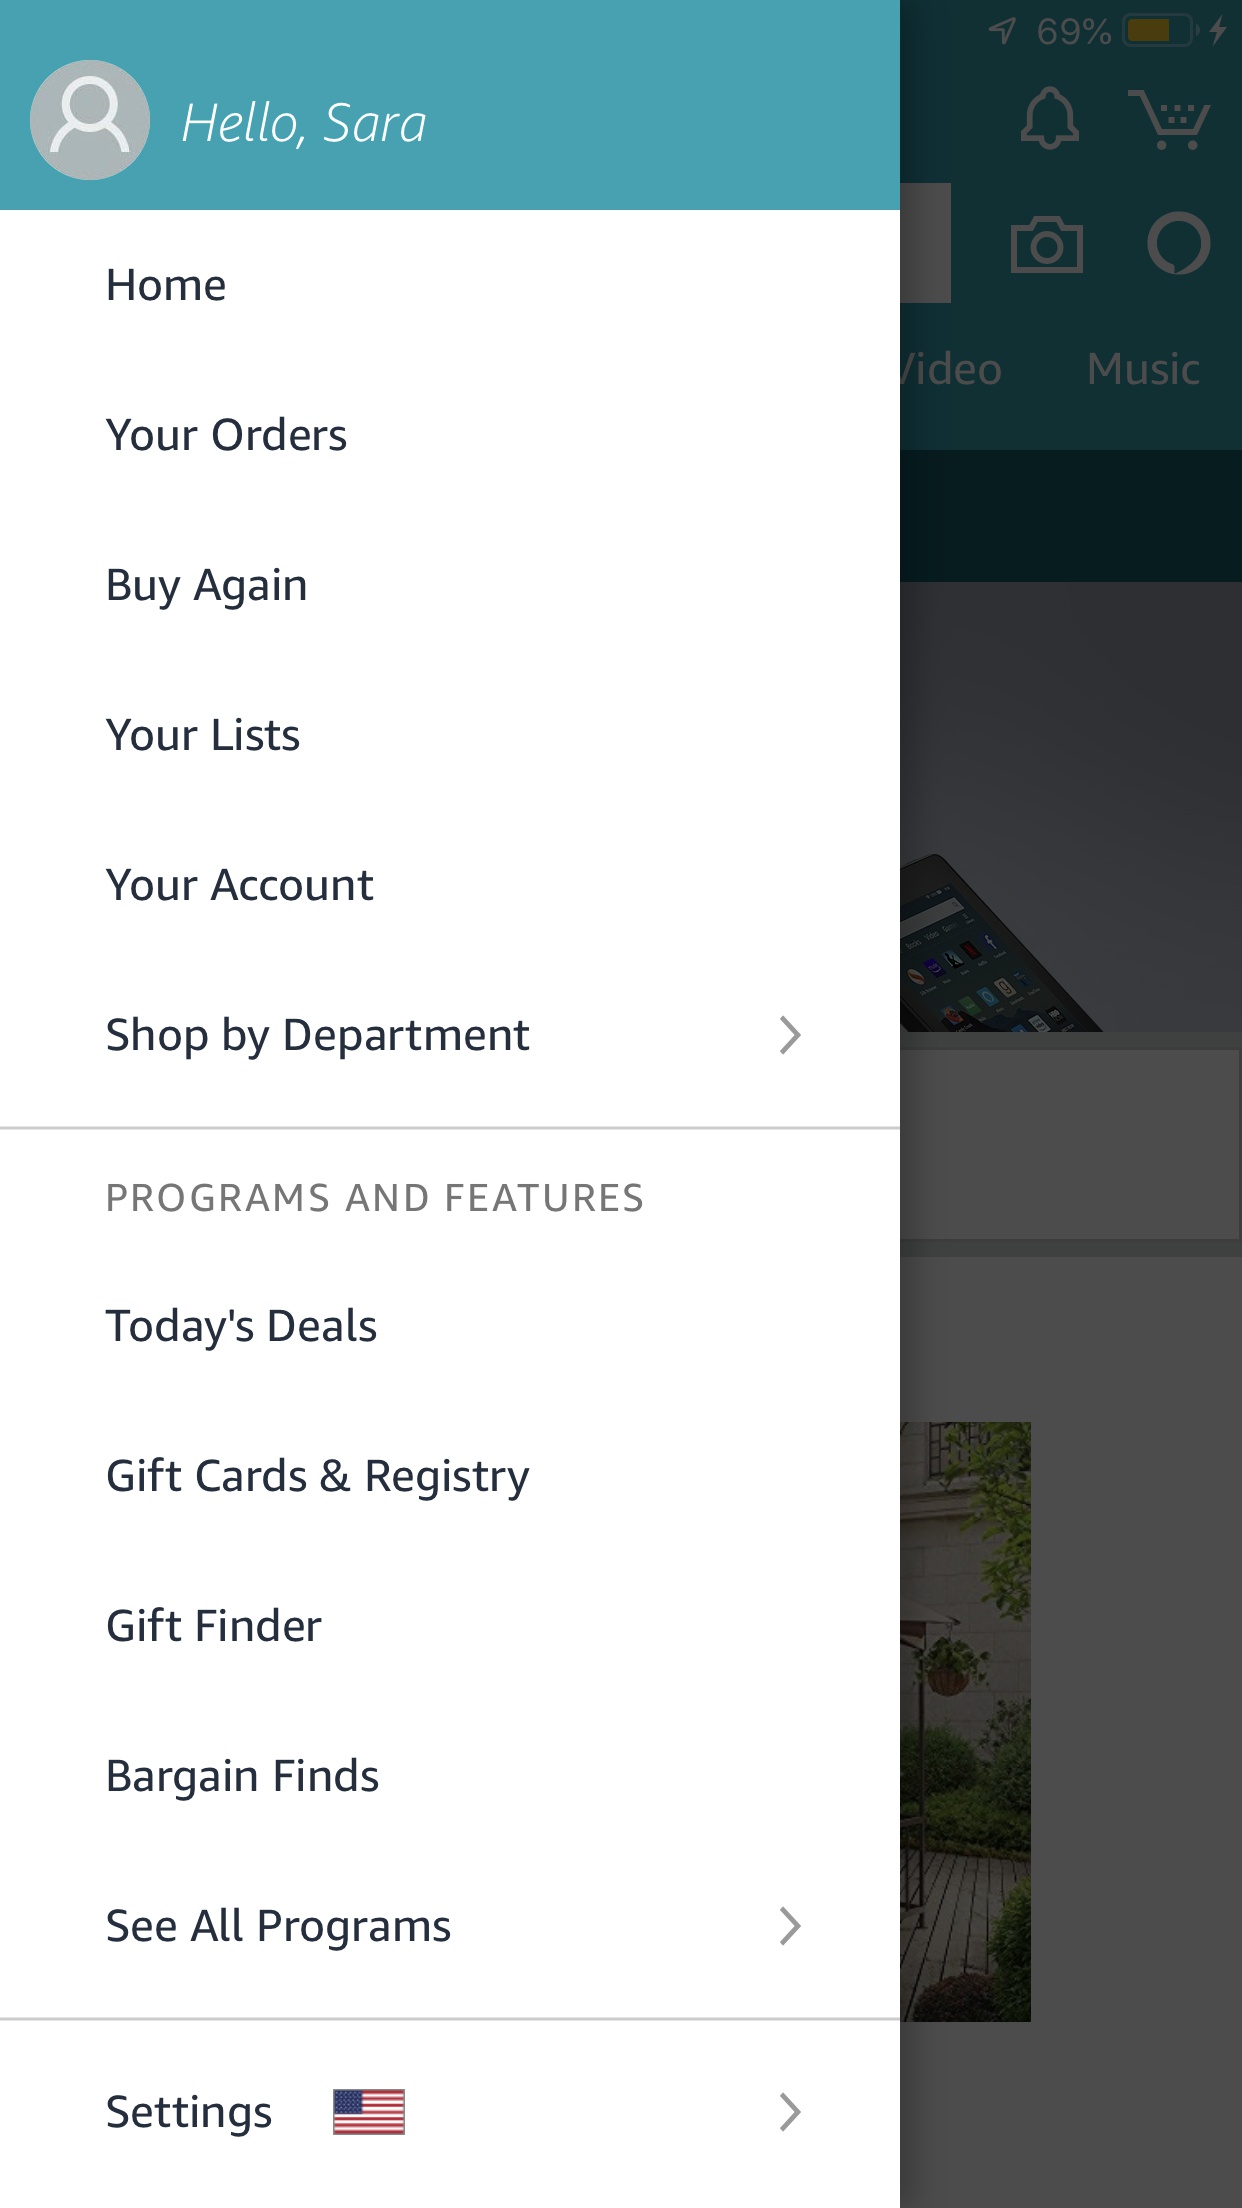 69%
Hello, Sara
Video
Music
Home
Your Orders
Buy Again
Your Lists
Your Account
Shop by Department
PROGRAMS AND FEATURES
Today's Deals
Gift Cards & Registry
Gift Finder
Bargain Finds
See All Programs
Settings